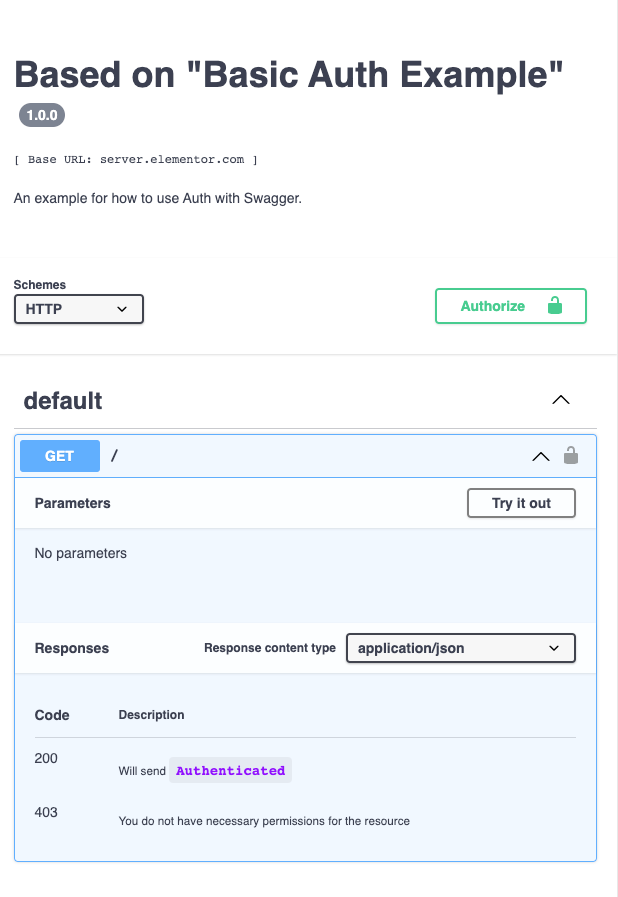 Based on "Basic Auth Example"
1.0.0
[ Base URL: server.elementor.com ]
An example for how to use Auth with Swagger.
Schemes
HTTP
Authorize
default
GET /
Parameters Try it out
No parameters
Responses Response content type application/json
Code Description
200 Will send Authenticated
403 You do not have necessary permissions for the resource